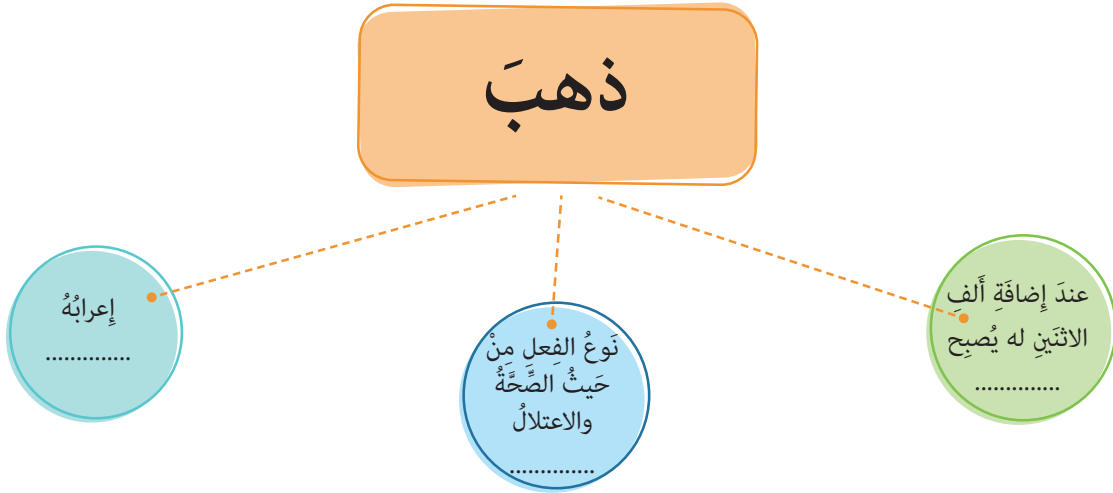 ذهبَ
عندَ إِضافَةِ أَلفِ
الاثنَينِ له يُصبِح
..............
نَوعُ الفِعلِ مِنْ
حَيثُ الصِّحَّةُ
والاعتلالُ
..............
إِعرابُهُ
..............